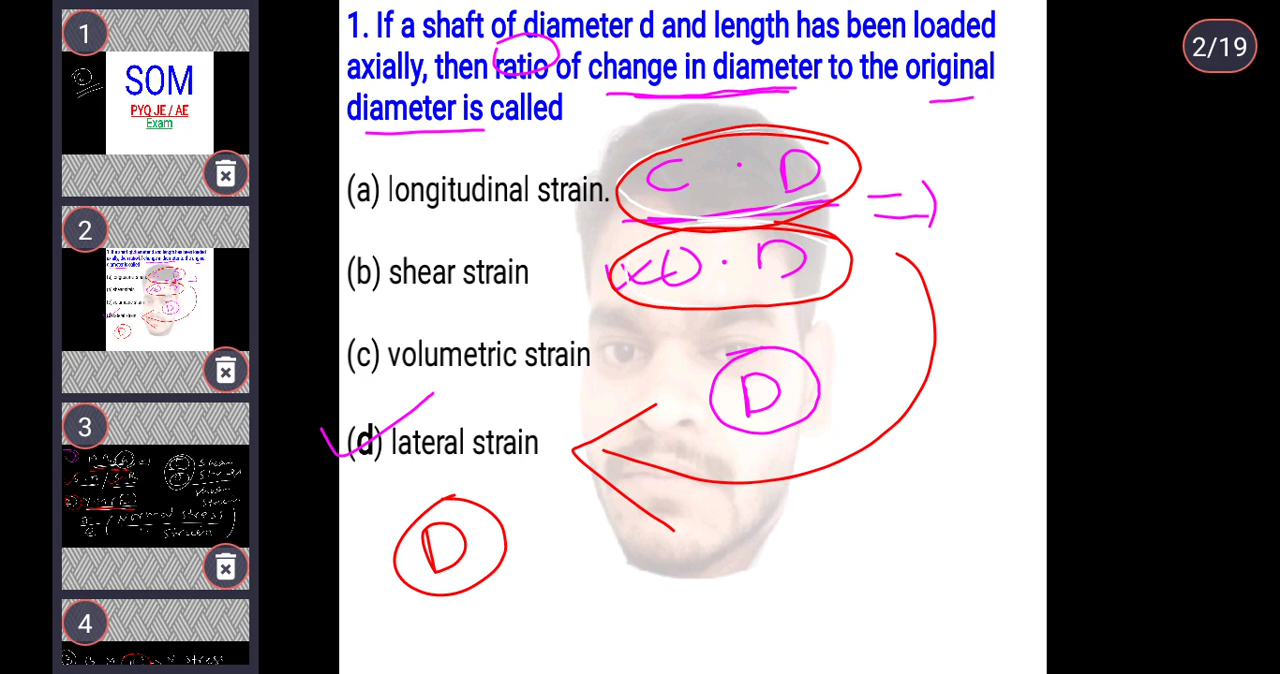 1
SOM
PYQ JE / AE
Exam
2
3
4
1. If a shaft of diameter d and length has been loaded
axially, then ratio of change in diameter to the original
diameter is called
(a) longitudinal strain.
(b) shear strain
(c) volumetric strain
(d) lateral strain
C . D
D
D
2/19